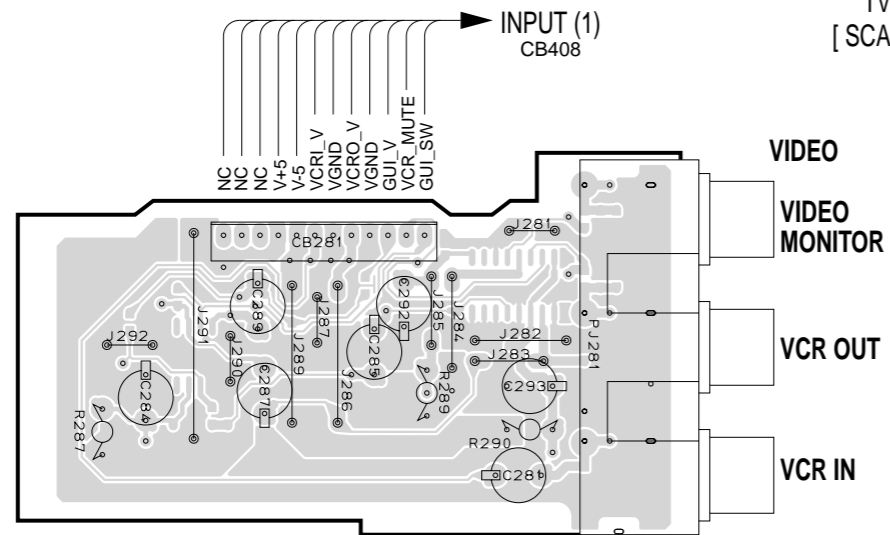 TV
[ SCA
INPUT (1)
CB408
NC
NC
NC
V+5
V-5
VCRI_V
VGND
VCRO_V
VGND
GUI_V
VCR_MUTE
GUI_SW
VIDEO
VIDEO
MONITOR
VCR OUT
VCR IN
CB281
J281
C289
C292
J287
J285
J284
J291
J292
J290
J289
J286
C285
J282
J283
PJ281
C284
C287
R289
C293
R287
R290
C281